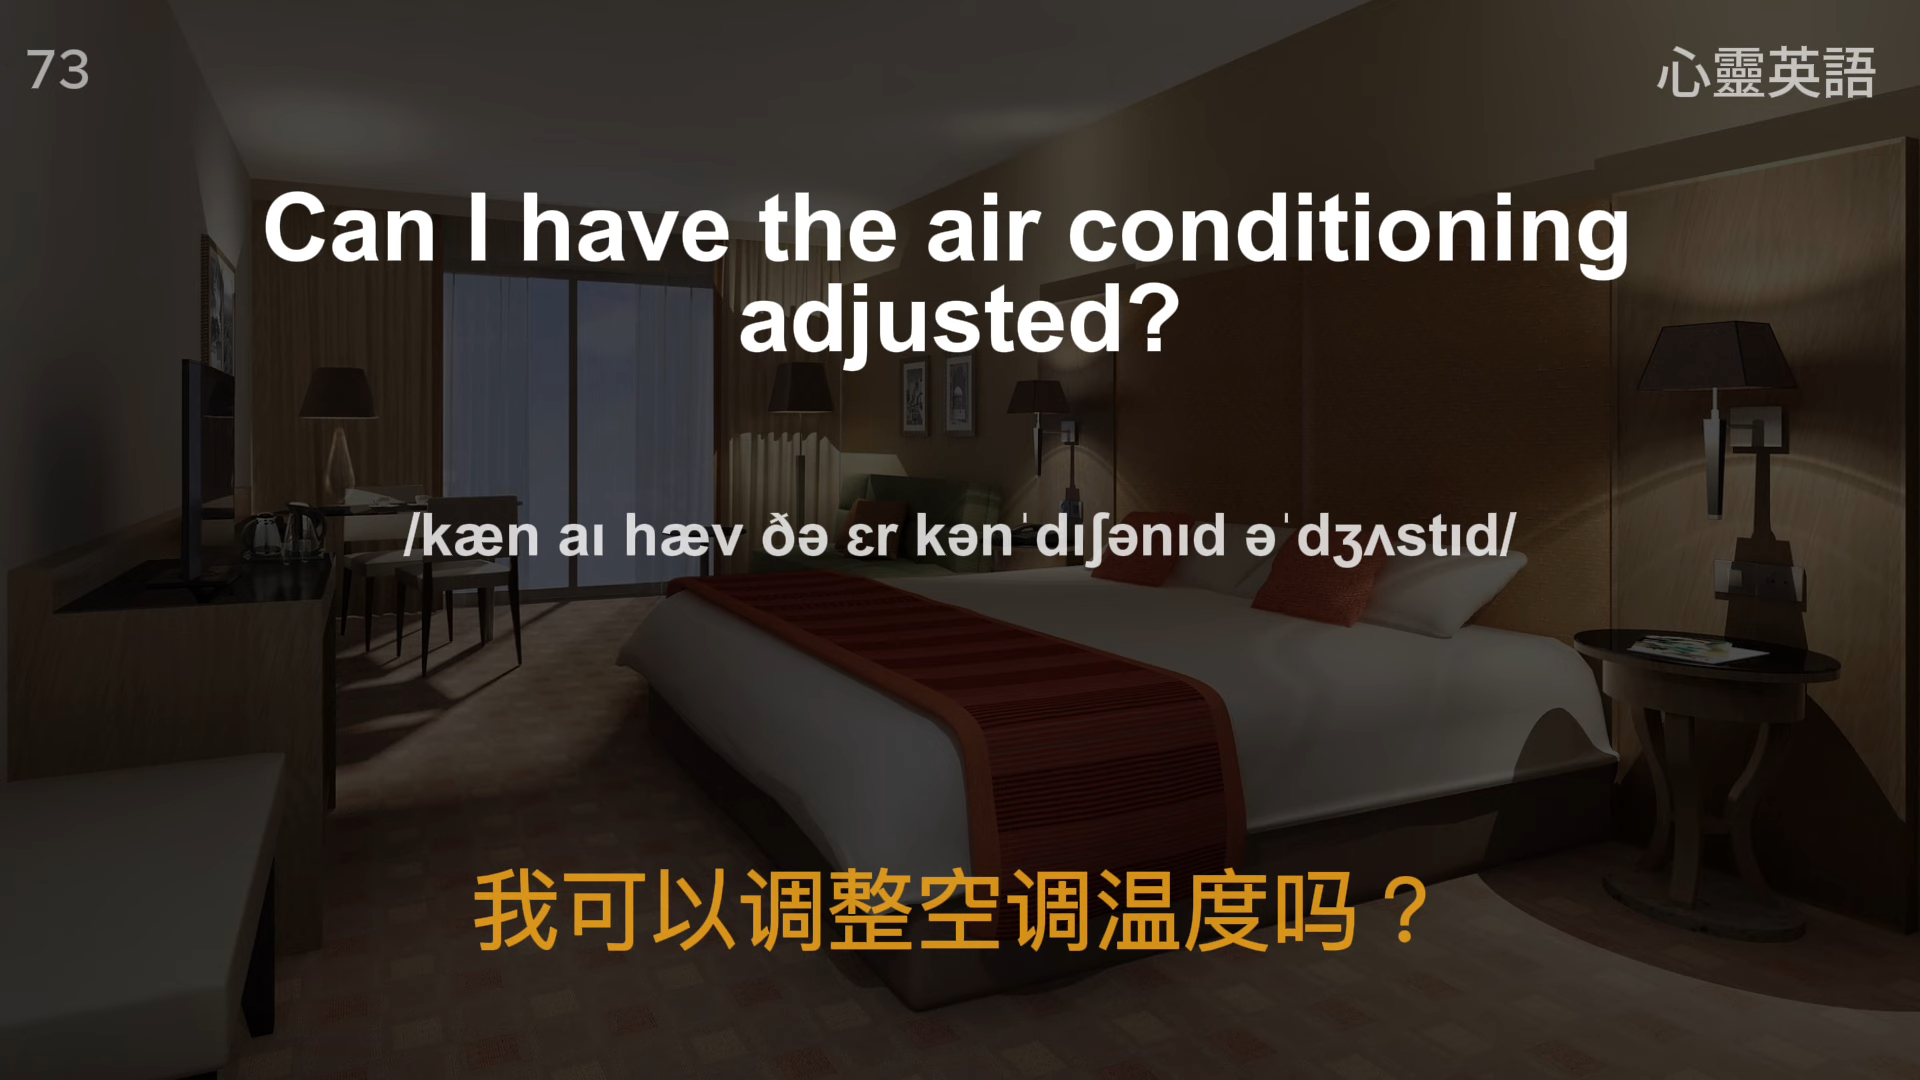 73
心靈英語
Can I have the air conditioning
adjusted?
/kæn aɪ hæv ðə ɛr kənˈdɪʃənɪd əˈdʒʌstɪd/
我可以调整空调温度吗？